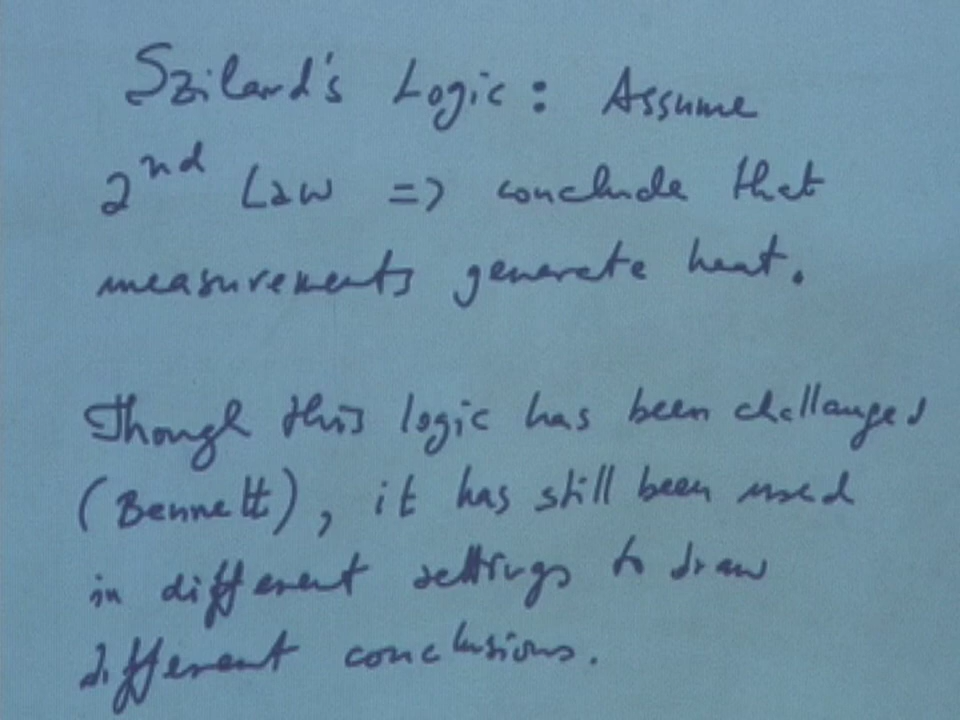 Szilard's Logic: Assume
2nd Law => conclude that
measurements generate heat.
Though this logic has been challanged
(Bennett), it has still been used
in different settings to draw
different conclusions.